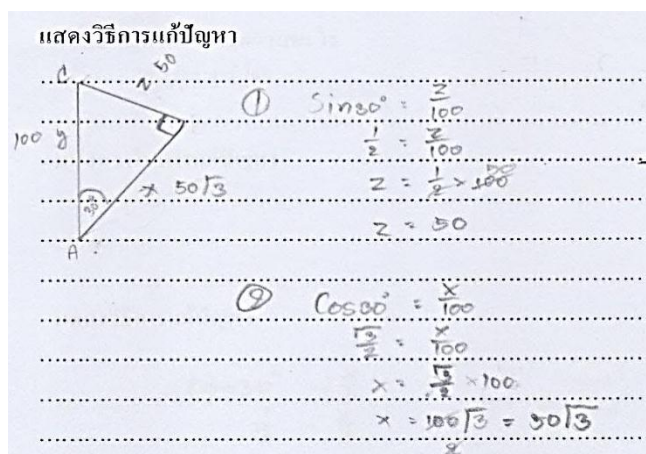 แสดงวิธีการแก้ปัญหา
C z 50
100 y
x 50√3
30°
A
① Sin30° = z/100
1/2 = z/100
z = 1/2 × 100 50
z = 50
② Cos30° = x/100
√3/2 = x/100
x = √3/2 × 100
x = 100√3/2 = 50√3